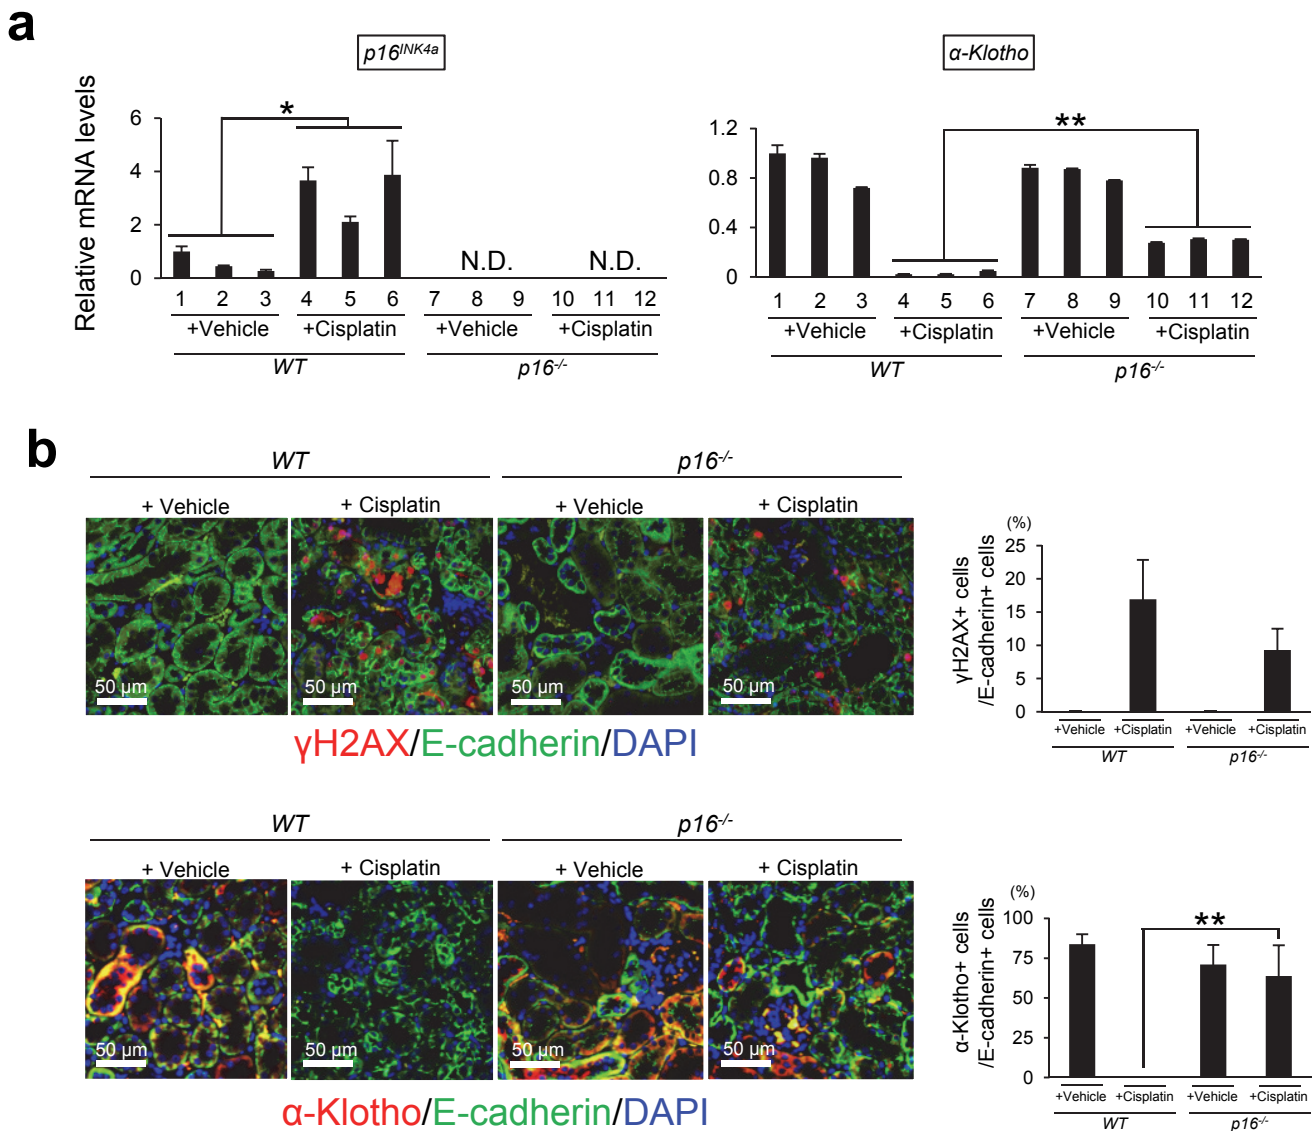 a
p16INK4a
α-Klotho
Relative mRNA levels
6
4
2
0
*
N.D.
N.D.
1 2 3 4 5 6 7 8 9 10 11 12
+Vehicle +Cisplatin +Vehicle +Cisplatin
WT p16-/-
1.2
0.8
0.4
0
**
1 2 3 4 5 6 7 8 9 10 11 12
+Vehicle +Cisplatin +Vehicle +Cisplatin
WT p16-/-
b
WT p16-/-
+ Vehicle + Cisplatin + Vehicle + Cisplatin
50 µm 50 µm 50 µm 50 µm
γH2AX/E-cadherin/DAPI
(%)
γH2AX+ cells
/E-cadherin+ cells
25
20
15
10
5
0
+Vehicle +Cisplatin +Vehicle +Cisplatin
WT p16-/-
WT p16-/-
+ Vehicle + Cisplatin + Vehicle + Cisplatin
50 µm 50 µm 50 µm 50 µm
α-Klotho/E-cadherin/DAPI
(%)
α-Klotho+ cells
/E-cadherin+ cells
100
75
50
25
0
**
+Vehicle +Cisplatin +Vehicle +Cisplatin
WT p16-/-